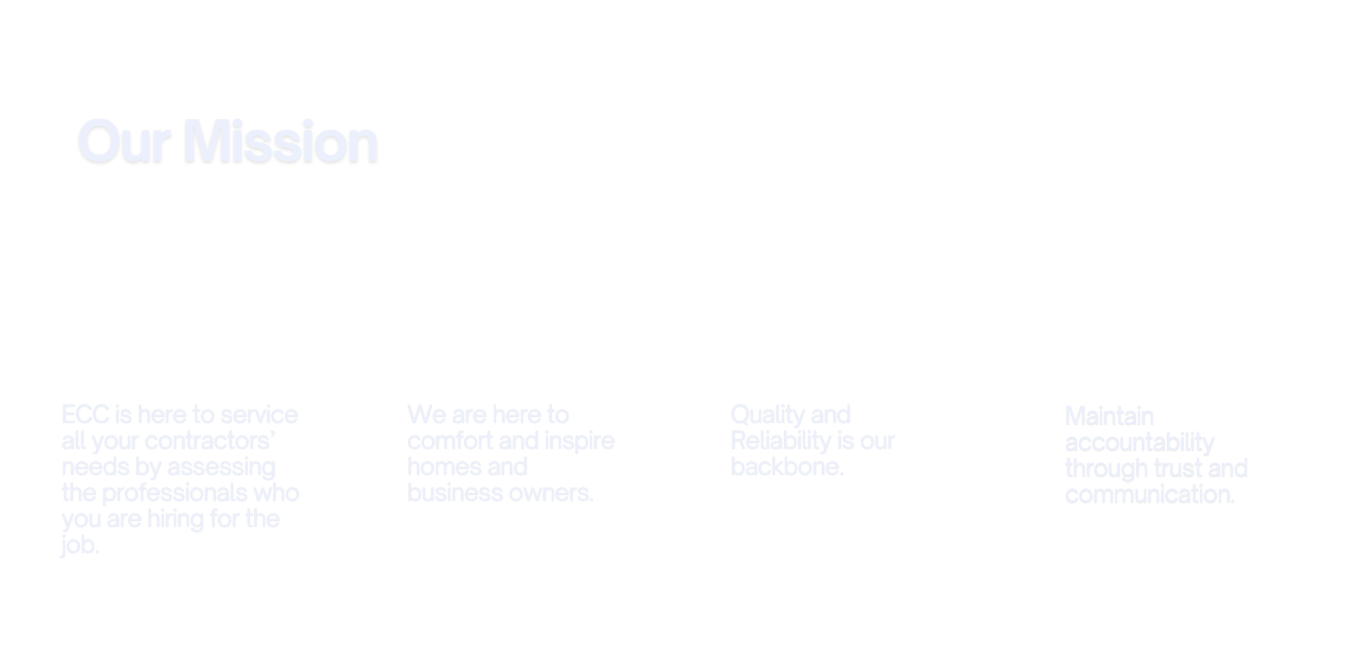 Our Mission
ECC is here to service
all your contractors’
needs by assessing
the professionals who
you are hiring for the
job.
We are here to
comfort and inspire
homes and
business owners.
Quality and
Reliability is our
backbone.
Maintain
accountability
through trust and
communication.